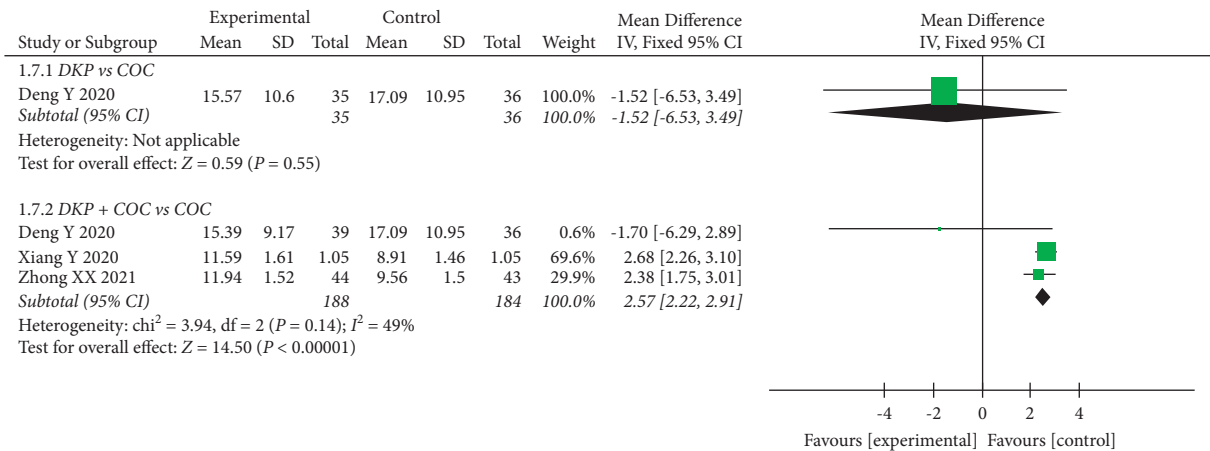 Experimental Control Mean Difference Mean Difference
Study or Subgroup Mean SD Total Mean SD Total Weight IV, Fixed 95% CI IV, Fixed 95% CI
1.7.1 DKP vs COC
Deng Y 2020 15.57 10.6 35 17.09 10.95 36 100.0% -1.52 [-6.53, 3.49]
Subtotal (95% CI) 35 36 100.0% -1.52 [-6.53, 3.49]
Heterogeneity: Not applicable
Test for overall effect: Z = 0.59 (P = 0.55)
1.7.2 DKP + COC vs COC
Deng Y 2020 15.39 9.17 39 17.09 10.95 36 0.6% -1.70 [-6.29, 2.89]
Xiang Y 2020 11.59 1.61 1.05 8.91 1.46 1.05 69.6% 2.68 [2.26, 3.10]
Zhong XX 2021 11.94 1.52 44 9.56 1.5 43 29.9% 2.38 [1.75, 3.01]
Subtotal (95% CI) 188 184 100.0% 2.57 [2.22, 2.91]
Heterogeneity: chi² = 3.94, df = 2 (P = 0.14); I² = 49%
Test for overall effect: Z = 14.50 (P < 0.00001)
-4 -2 0 2 4
Favours [experimental] Favours [control]